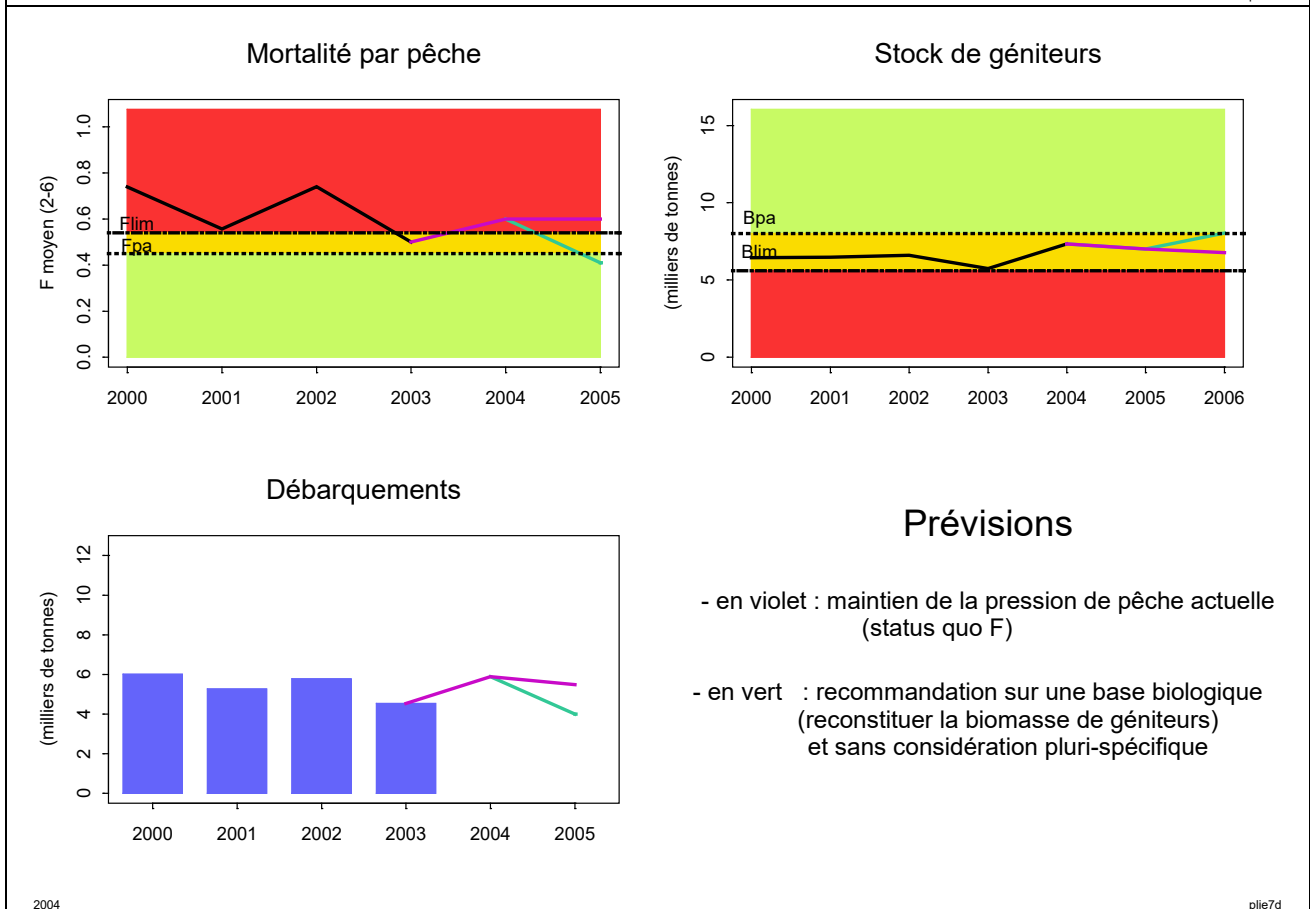 Mortalité par pêche
F moyen (2-6)
0.0 0.2 0.4 0.6 0.8 1.0
Flim
Fpa
2000 2001 2002 2003 2004 2005
Stock de géniteurs
(milliers de tonnes)
0 5 10 15
Bpa
Blim
2000 2001 2002 2003 2004 2005 2006
Débarquements
(milliers de tonnes)
0 2 4 6 8 10 12
2000 2001 2002 2003 2004 2005
Prévisions
- en violet : maintien de la pression de pêche actuelle
(status quo F)
- en vert : recommandation sur une base biologique
(reconstituer la biomasse de géniteurs)
et sans considération pluri-spécifique
2004
plie7d